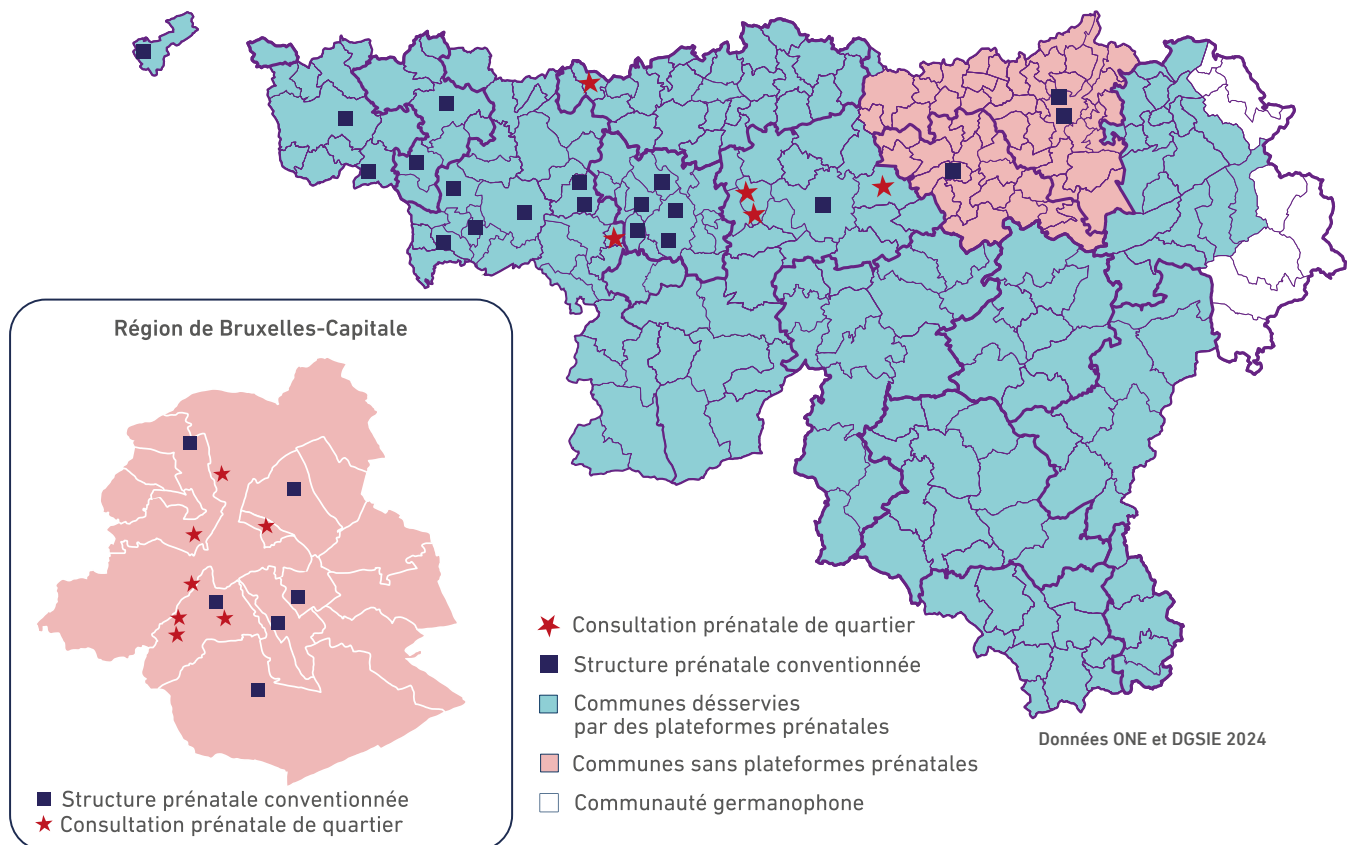 Région de Bruxelles-Capitale
Structure prénatale conventionnée
Consultation prénatale de quartier
Consultation prénatale de quartier
Structure prénatale conventionnée
Communes désservies
par des plateformes prénatales
Communes sans plateformes prénatales
Communauté germanophone
Données ONE et DGSIE 2024